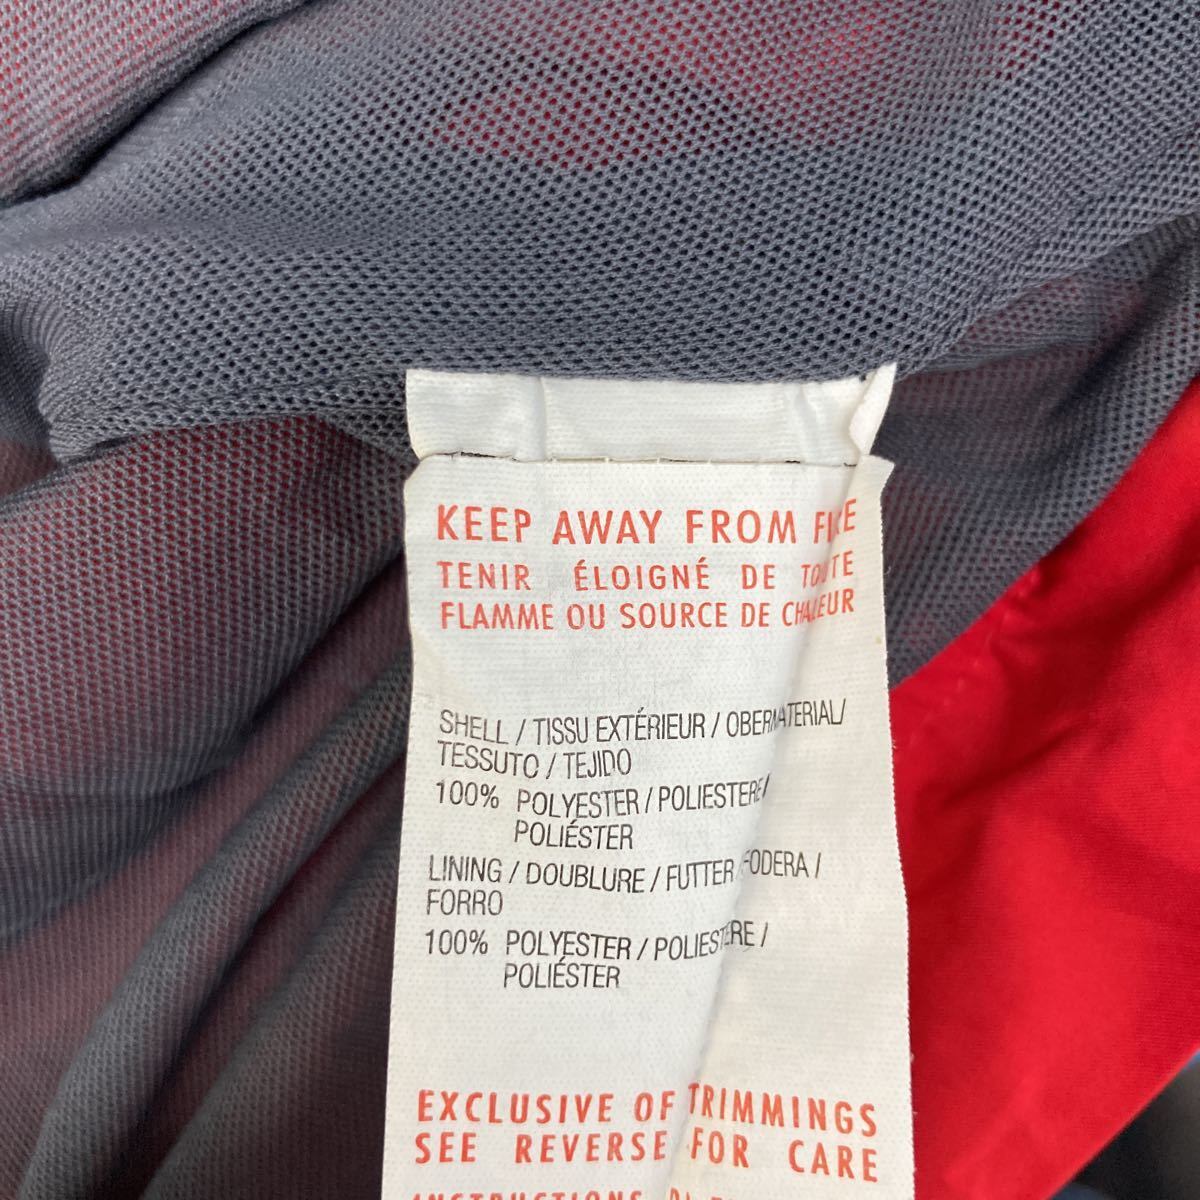 KEEP AWAY FROM FIRE
TENIR ÉLOIGNÉ DE TOUTE
FLAMME OU SOURCE DE CHALEUR
SHELL / TISSU EXTÉRIEUR / OBERMATERIAL/
TESSUTO / TEJIDO
100% POLYESTER / POLIESTERE/
POLIÉSTER
LINING / DOUBLURE / FUTTER FODERA /
FORRO
100% POLYESTER / POLIESTERE /
POLIÉSTER
EXCLUSIVE OF TRIMMINGS
SEE REVERSE FOR CARE
INSTRUCTIONS